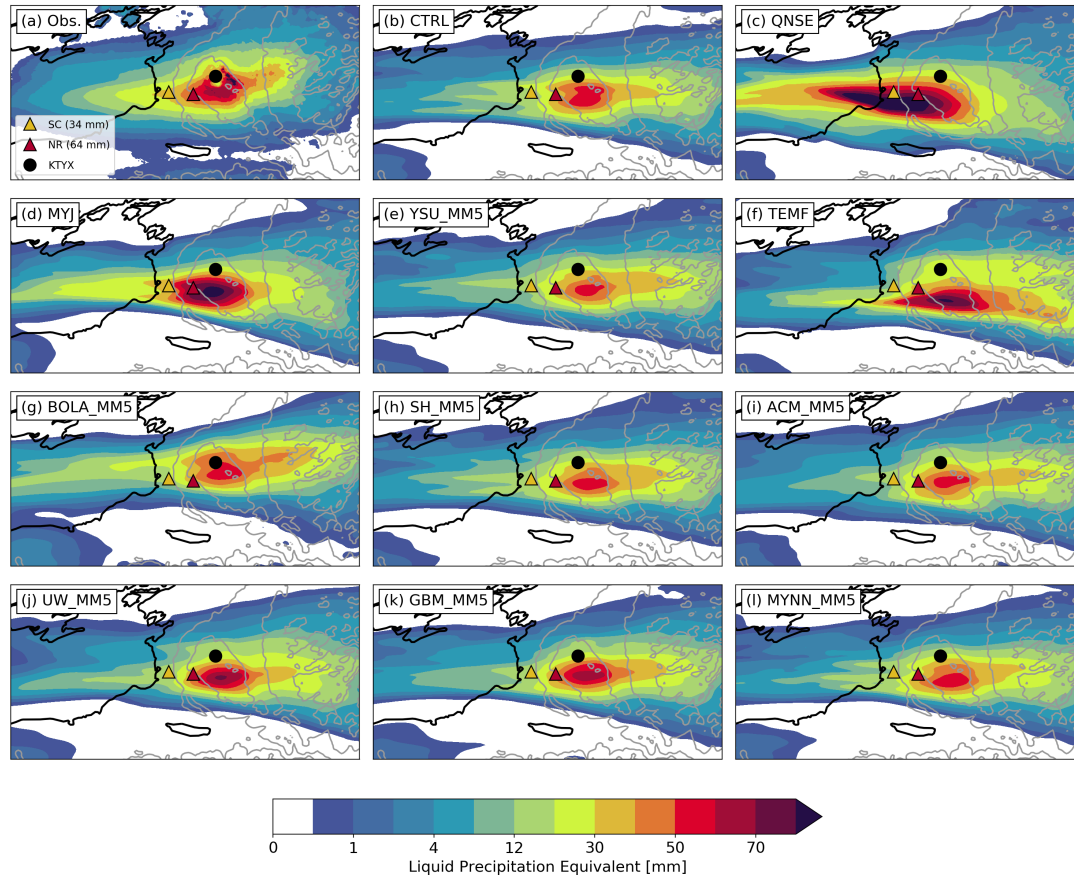 (a) Obs.
(b) CTRL
(c) QNSE
SC (34 mm)
NR (64 mm)
KTYX
(d) MYJ
(e) YSU_MM5
(f) TEMF
(g) BOLA_MM5
(h) SH_MM5
(i) ACM_MM5
(j) UW_MM5
(k) GBM_MM5
(l) MYNN_MM5
0 1 4 12 30 50 70
Liquid Precipitation Equivalent [mm]